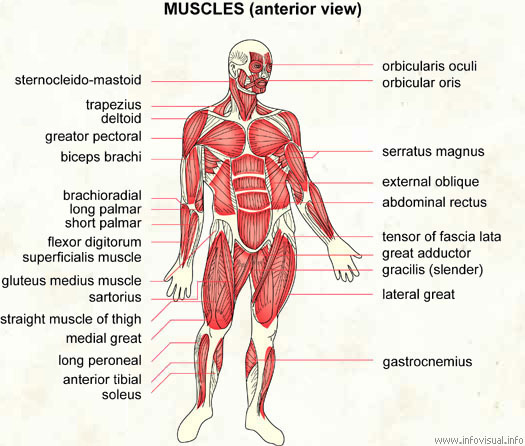 MUSCLES (anterior view)
sternocleido-mastoid
trapezius
deltoid
greator pectoral
biceps brachi
brachioradial
long palmar
short palmar
flexor digitorum
superficialis muscle
gluteus medius muscle
sartorius
straight muscle of thigh
medial great
long peroneal
anterior tibial
soleus
orbicularis oculi
orbicular oris
serratus magnus
external oblique
abdominal rectus
tensor of fascia lata
great adductor
gracilis (slender)
lateral great
gastrocnemius
© www.infovisual.info